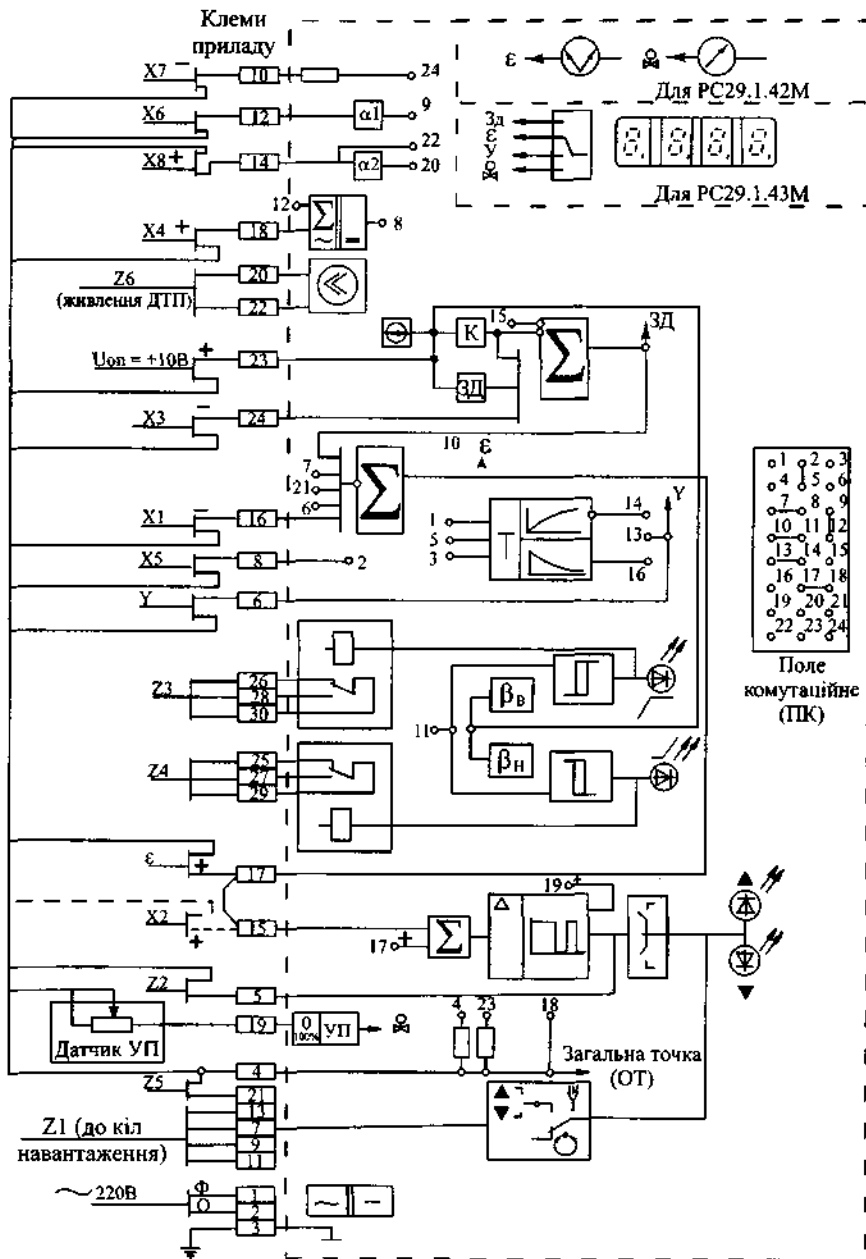 Клеми
приладу
X7 − 10 24
ε
Для РС29.1.42М
X6 12 α1 9
22
X8 + 14 α2 20
Зд
ε
У
8. 8. 8. 8.
Для РС29.1.43М
12 Σ ~ − 8
X4 + 18
Z6 20
(живлення ДТП) 22
15 К Σ ЗД
Uоп = +10В + 23
ЗД
X3 − 24
10 ε
7
21
6
Σ
X1 − 16
1
5
3
Т
14
13
16
Y
X5 8 2
Y 6
1 2 3
4 5 6
7 8 9
10 11 12
13 14 15
16 17 18
19 20 21
22 23 24
Поле
комутаційне
(ПК)
Z3 26
28
30
11
βв
βн
Z4 25
27
29
ε + 17
X2 + 15
17 + Σ Δ 19 +
Z2 5
Датчик УП
19 0 100% УП
4 23 18
Загальна точка
(ОТ)
4
Z5 21
13
Z1 (до кіл
навантаження)
7
9
11
~ 220В Ф 1
О 2
3
~ −